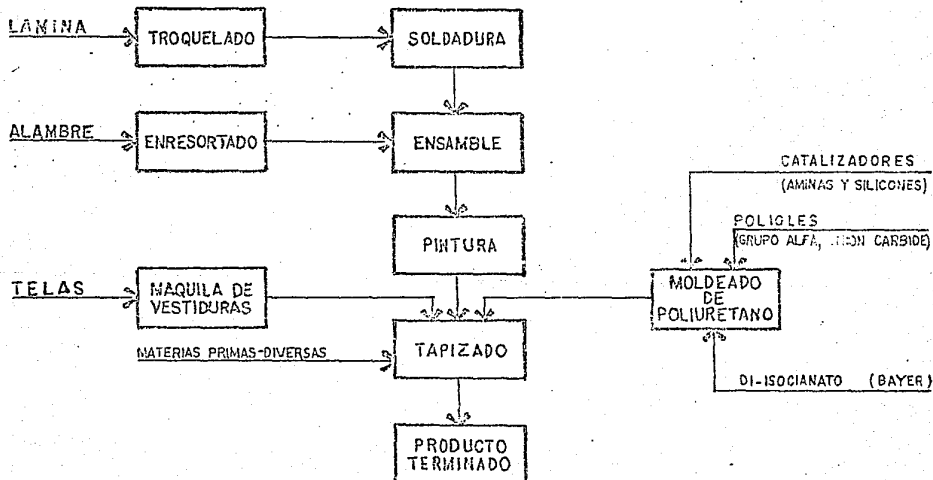 LAMINA
TROQUELADO
SOLDADURA
ALAMBRE
ENRESORTADO
ENSAMBLE
CATALIZADORES
(AMINAS Y SILICONES)
POLIOLES
(GRUPO ALFA, CARBIDE)
PINTURA
TELAS
MAQUILA DE
VESTIDURAS
MOLDEADO
DE
POLIURETANO
MATERIAS PRIMAS-DIVERSAS
TAPIZADO
DI-ISOCIANATO (BAYER)
PRODUCTO
TERMINADO